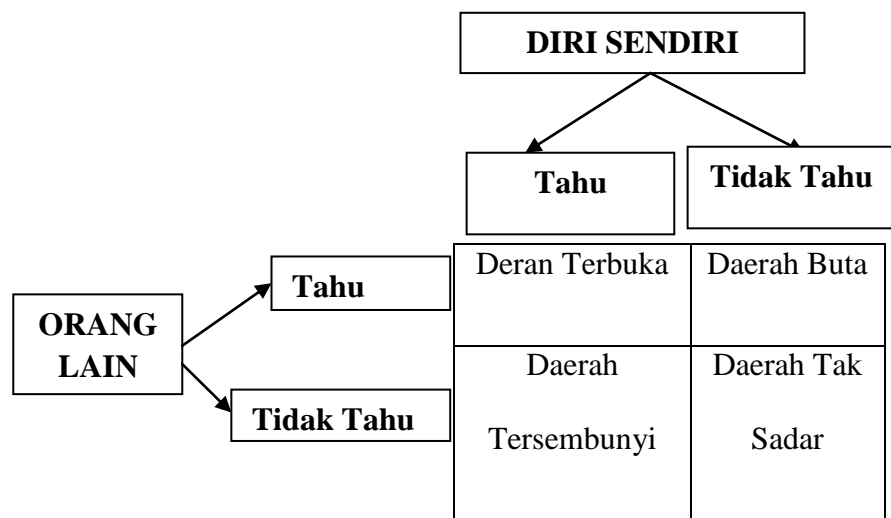 DIRI SENDIRI
Tahu
Tidak Tahu
Tahu
Deran Terbuka
Daerah Buta
ORANG
LAIN
Tidak Tahu
Daerah
Tersembunyi
Daerah Tak
Sadar